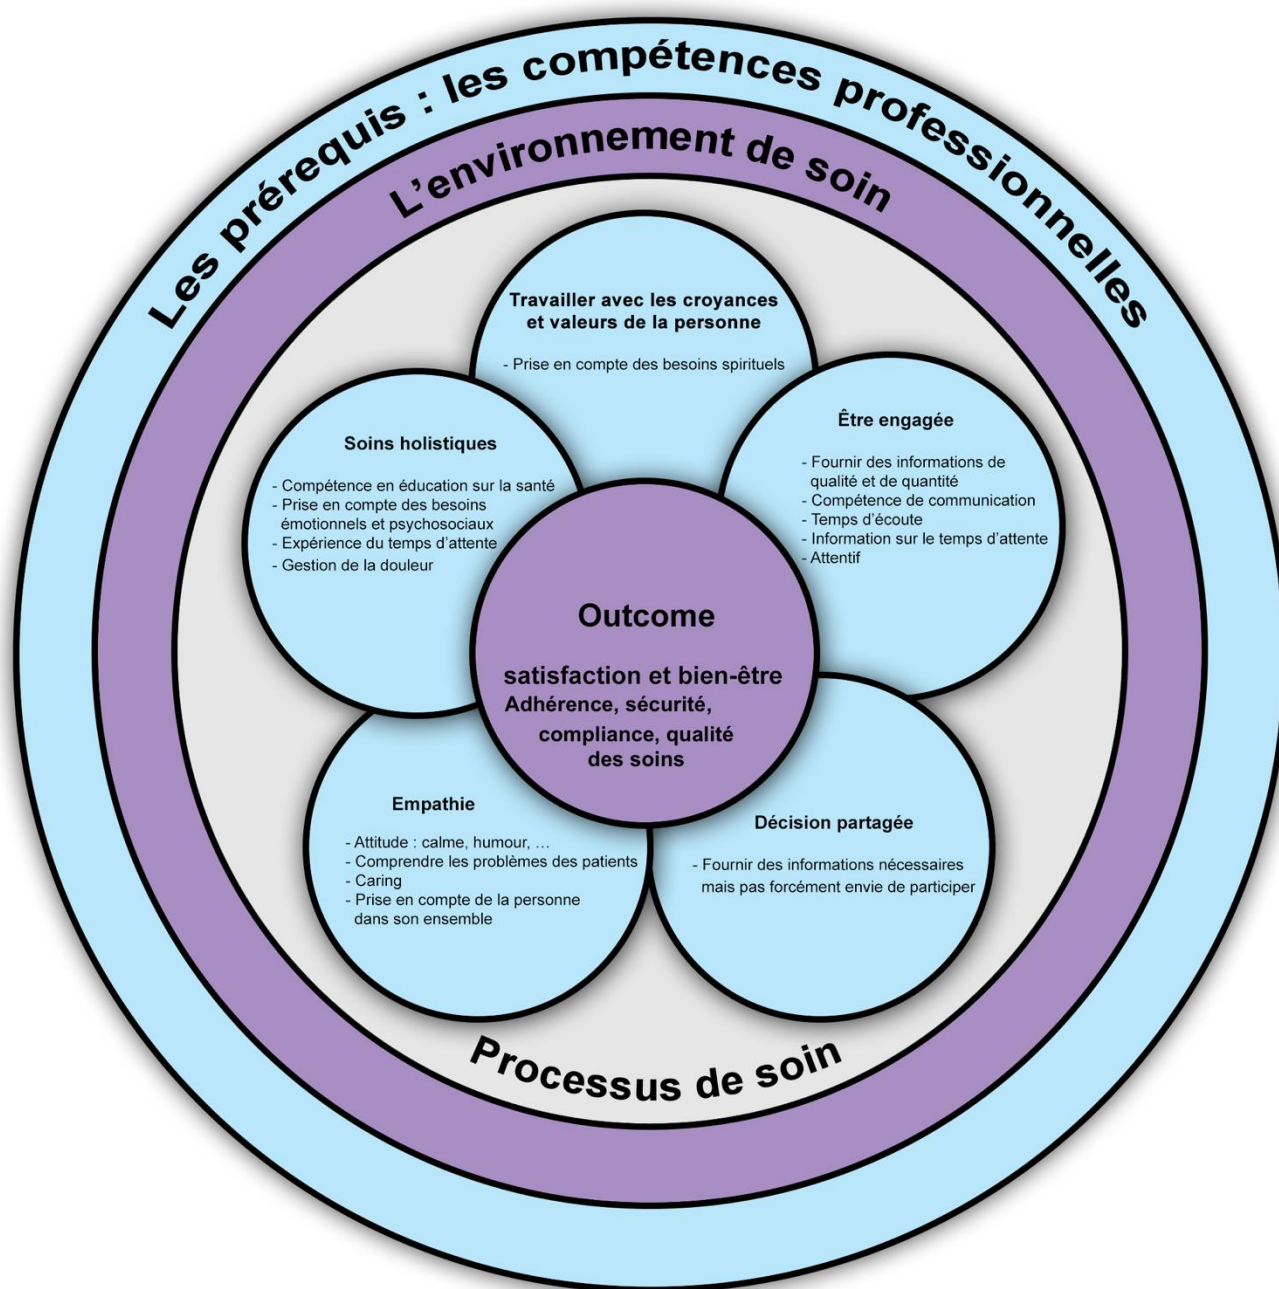 Les prérequis : les compétences professionnelles
L’environnement de soin
Travailler avec les croyances
et valeurs de la personne
- Prise en compte des besoins spirituels
Soins holistiques
- Compétence en éducation sur la santé
- Prise en compte des besoins
émotionnels et psychosociaux
- Expérience du temps d’attente
- Gestion de la douleur
Être engagée
- Fournir des informations de
qualité et de quantité
- Compétence de communication
- Temps d’écoute
- Information sur le temps d’attente
- Attentif
Outcome
satisfaction et bien-être
Adhérence, sécurité,
compliance, qualité
des soins
Empathie
- Attitude : calme, humour, …
- Comprendre les problèmes des patients
- Caring
- Prise en compte de la personne
dans son ensemble
Décision partagée
- Fournir des informations nécessaires
mais pas forcément envie de participer
Processus de soin